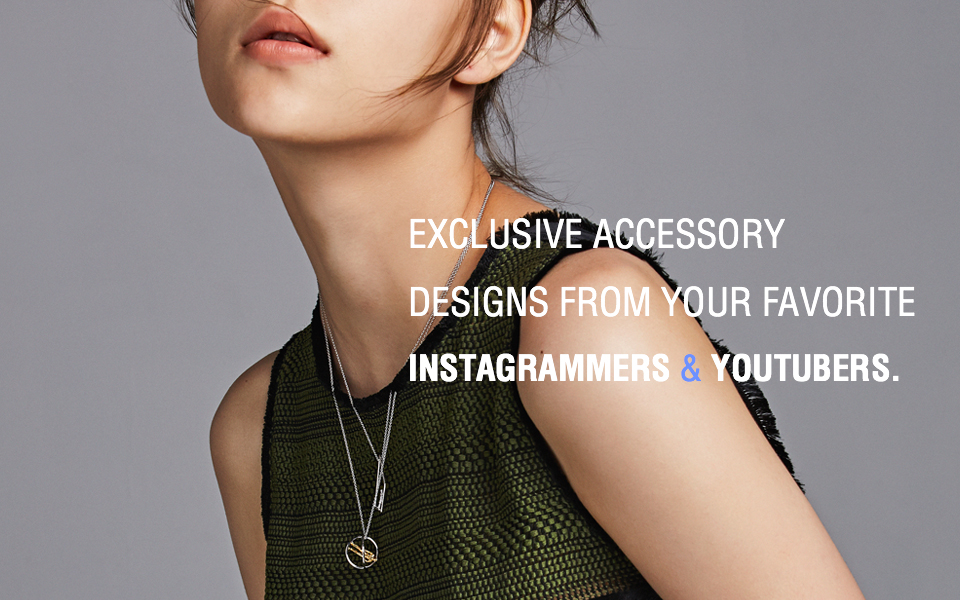 EXCLUSIVE ACCESSORY
DESIGNS FROM YOUR FAVORITE
INSTAGRAMMERS & YOUTUBERS.